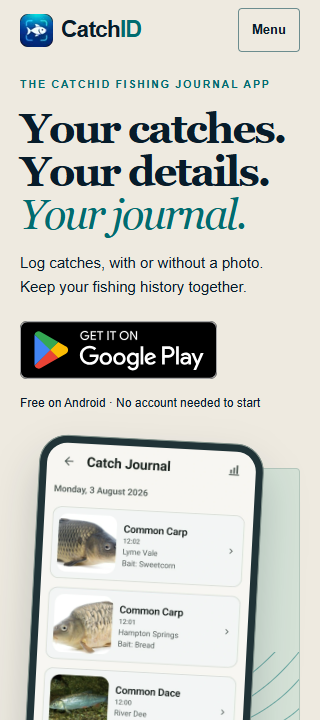 CatchID
Menu
THE CATCHID FISHING JOURNAL APP
Your catches.
Your details.
Your journal.
Log catches, with or without a photo.
Keep your fishing history together.
GET IT ON
Google Play
Free on Android · No account needed to start
Catch Journal
Monday, 3 August 2026
Common Carp
12:02
Lyme Vale
Bait: Sweetcorn
Common Carp
12:01
Hampton Springs
Bait: Bread
Common Dace
12:00
River Dee